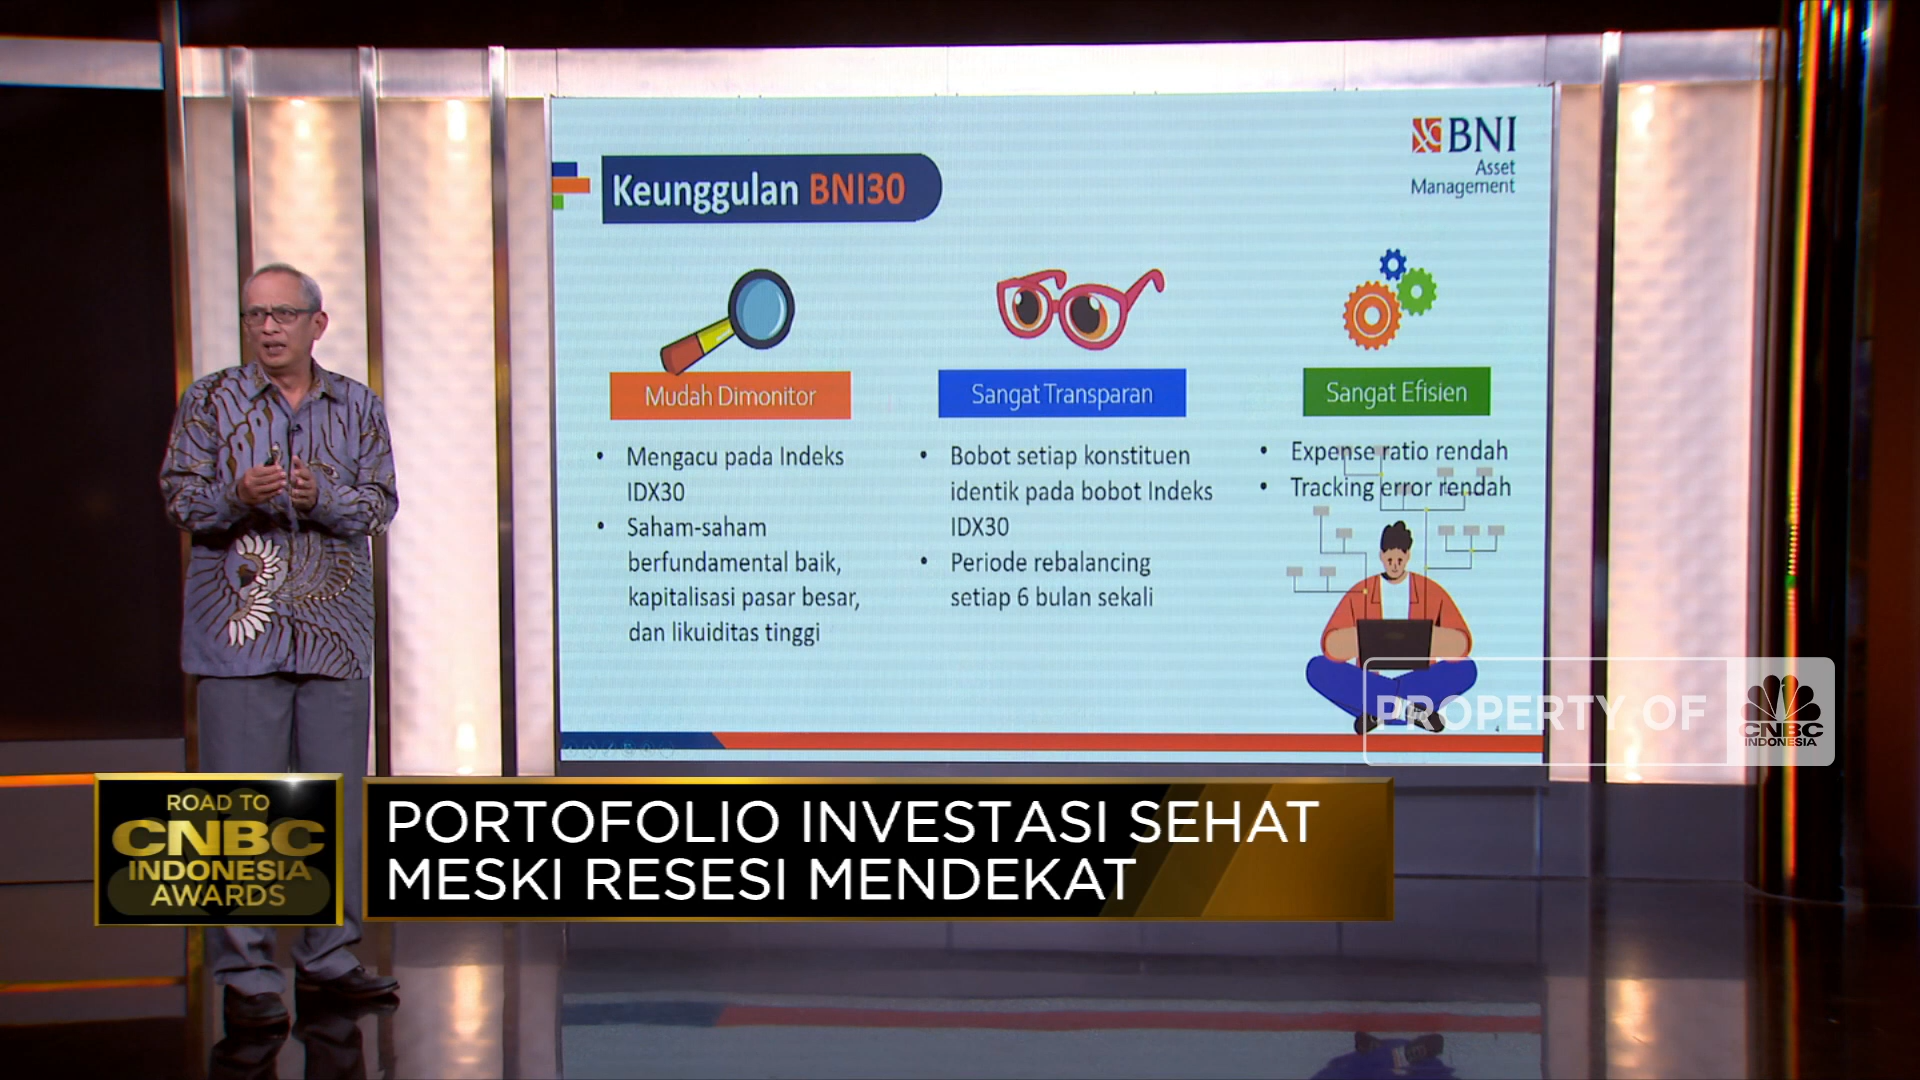 BNI
Asset
Management
Keunggulan BNI30
Mudah Dimonitor
• Mengacu pada Indeks
IDX30
• Saham-saham
berfundamental baik,
kapitalisasi pasar besar,
dan likuiditas tinggi
Sangat Transparan
• Bobot setiap konstituen
identik pada bobot Indeks
IDX30
• Periode rebalancing
setiap 6 bulan sekali
Sangat Efisien
• Expense ratio rendah
• Tracking error rendah
4
PROPERTY OF
CNBC
INDONESIA
ROAD TO
CNBC
INDONESIA
AWARDS
PORTOFOLIO INVESTASI SEHAT
MESKI RESESI MENDEKAT